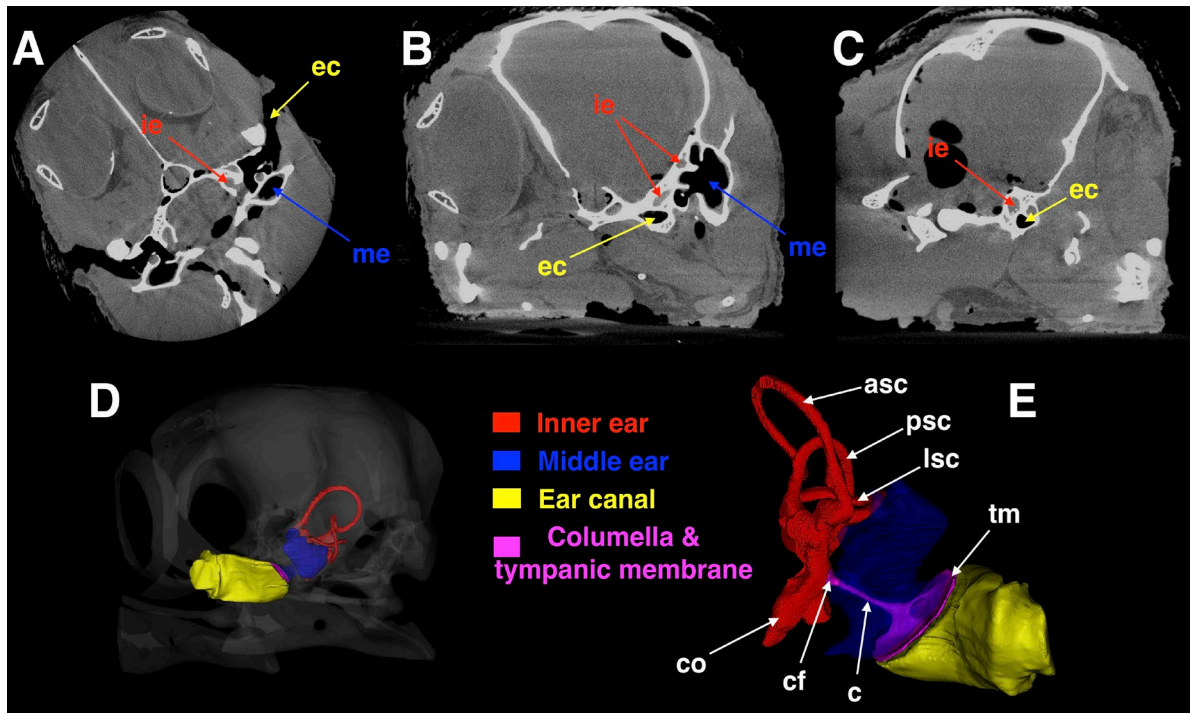 A
ec
ie
me
B
ie
ec
me
C
ie
ec
D
Inner ear
Middle ear
Ear canal
Columella &
tympanic membrane
E
asc
psc
lsc
tm
co
cf
c